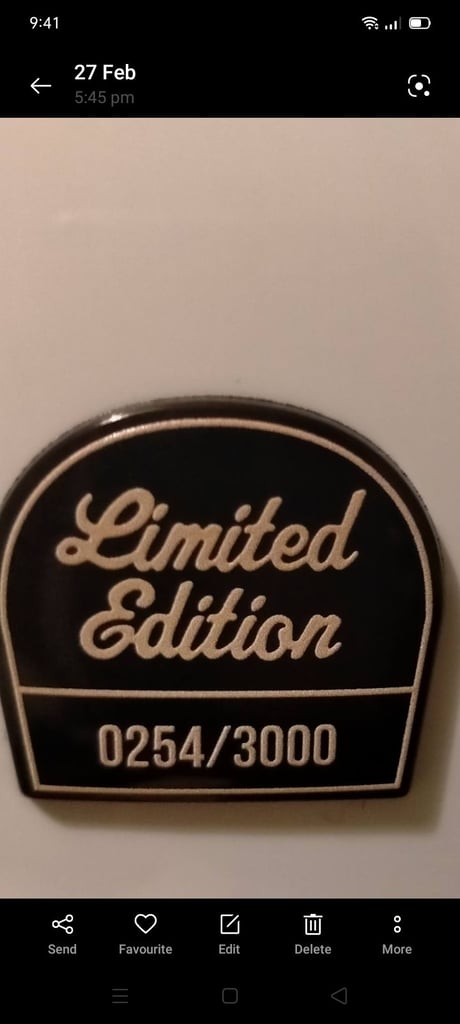 9:41
27 Feb
5:45 pm
Limited
Edition
0254/3000
Send Favourite Edit Delete More